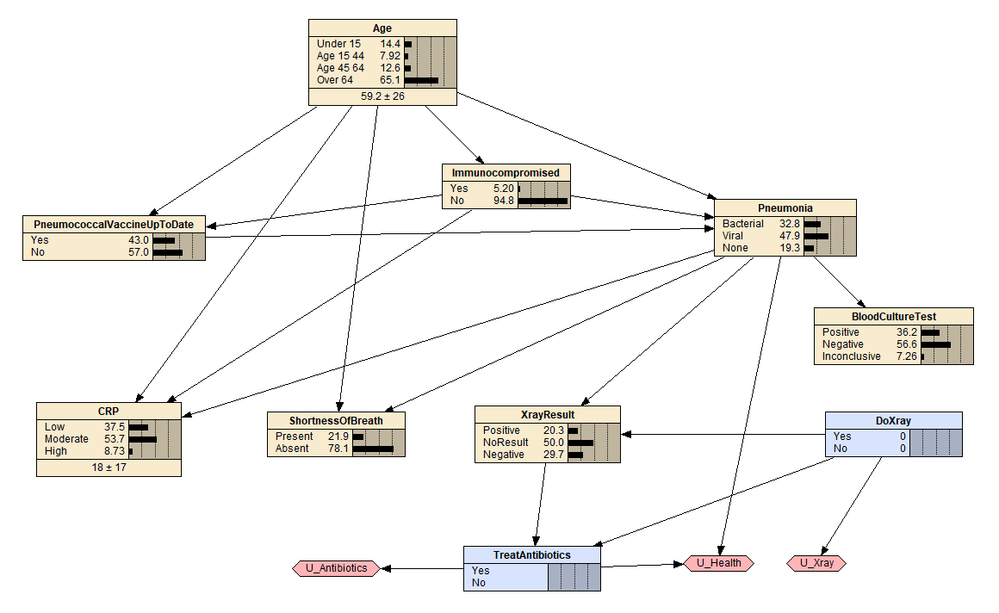 Age
Under 15 14.4
Age 15 44 7.92
Age 45 64 12.6
Over 64 65.1
59.2 ± 26
Immunocompromised
Yes 5.20
No 94.8
Pneumonia
Bacterial 32.8
Viral 47.9
None 19.3
PneumococcalVaccineUpToDate
Yes 43.0
No 57.0
BloodCultureTest
Positive 36.2
Negative 56.6
Inconclusive 7.26
CRP
Low 37.5
Moderate 53.7
High 8.73
18 ± 17
ShortnessOfBreath
Present 21.9
Absent 78.1
XrayResult
Positive 20.3
NoResult 50.0
Negative 29.7
DoXray
Yes 0
No 0
TreatAntibiotics
Yes
No
U_Antibiotics
U_Health
U_Xray